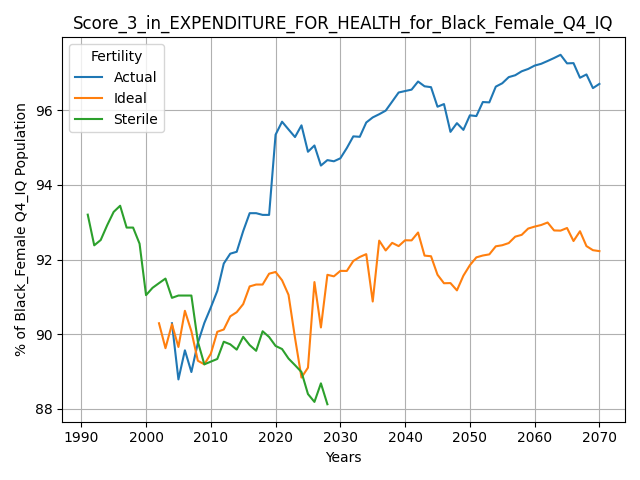 Score_3_in_EXPENDITURE_FOR_HEALTH_for_Black_Female_Q4_IQ
Fertility
Actual
Ideal
Sterile
% of Black_Female Q4_IQ Population
96
94
92
90
88
1990 2000 2010 2020 2030 2040 2050 2060 2070
Years